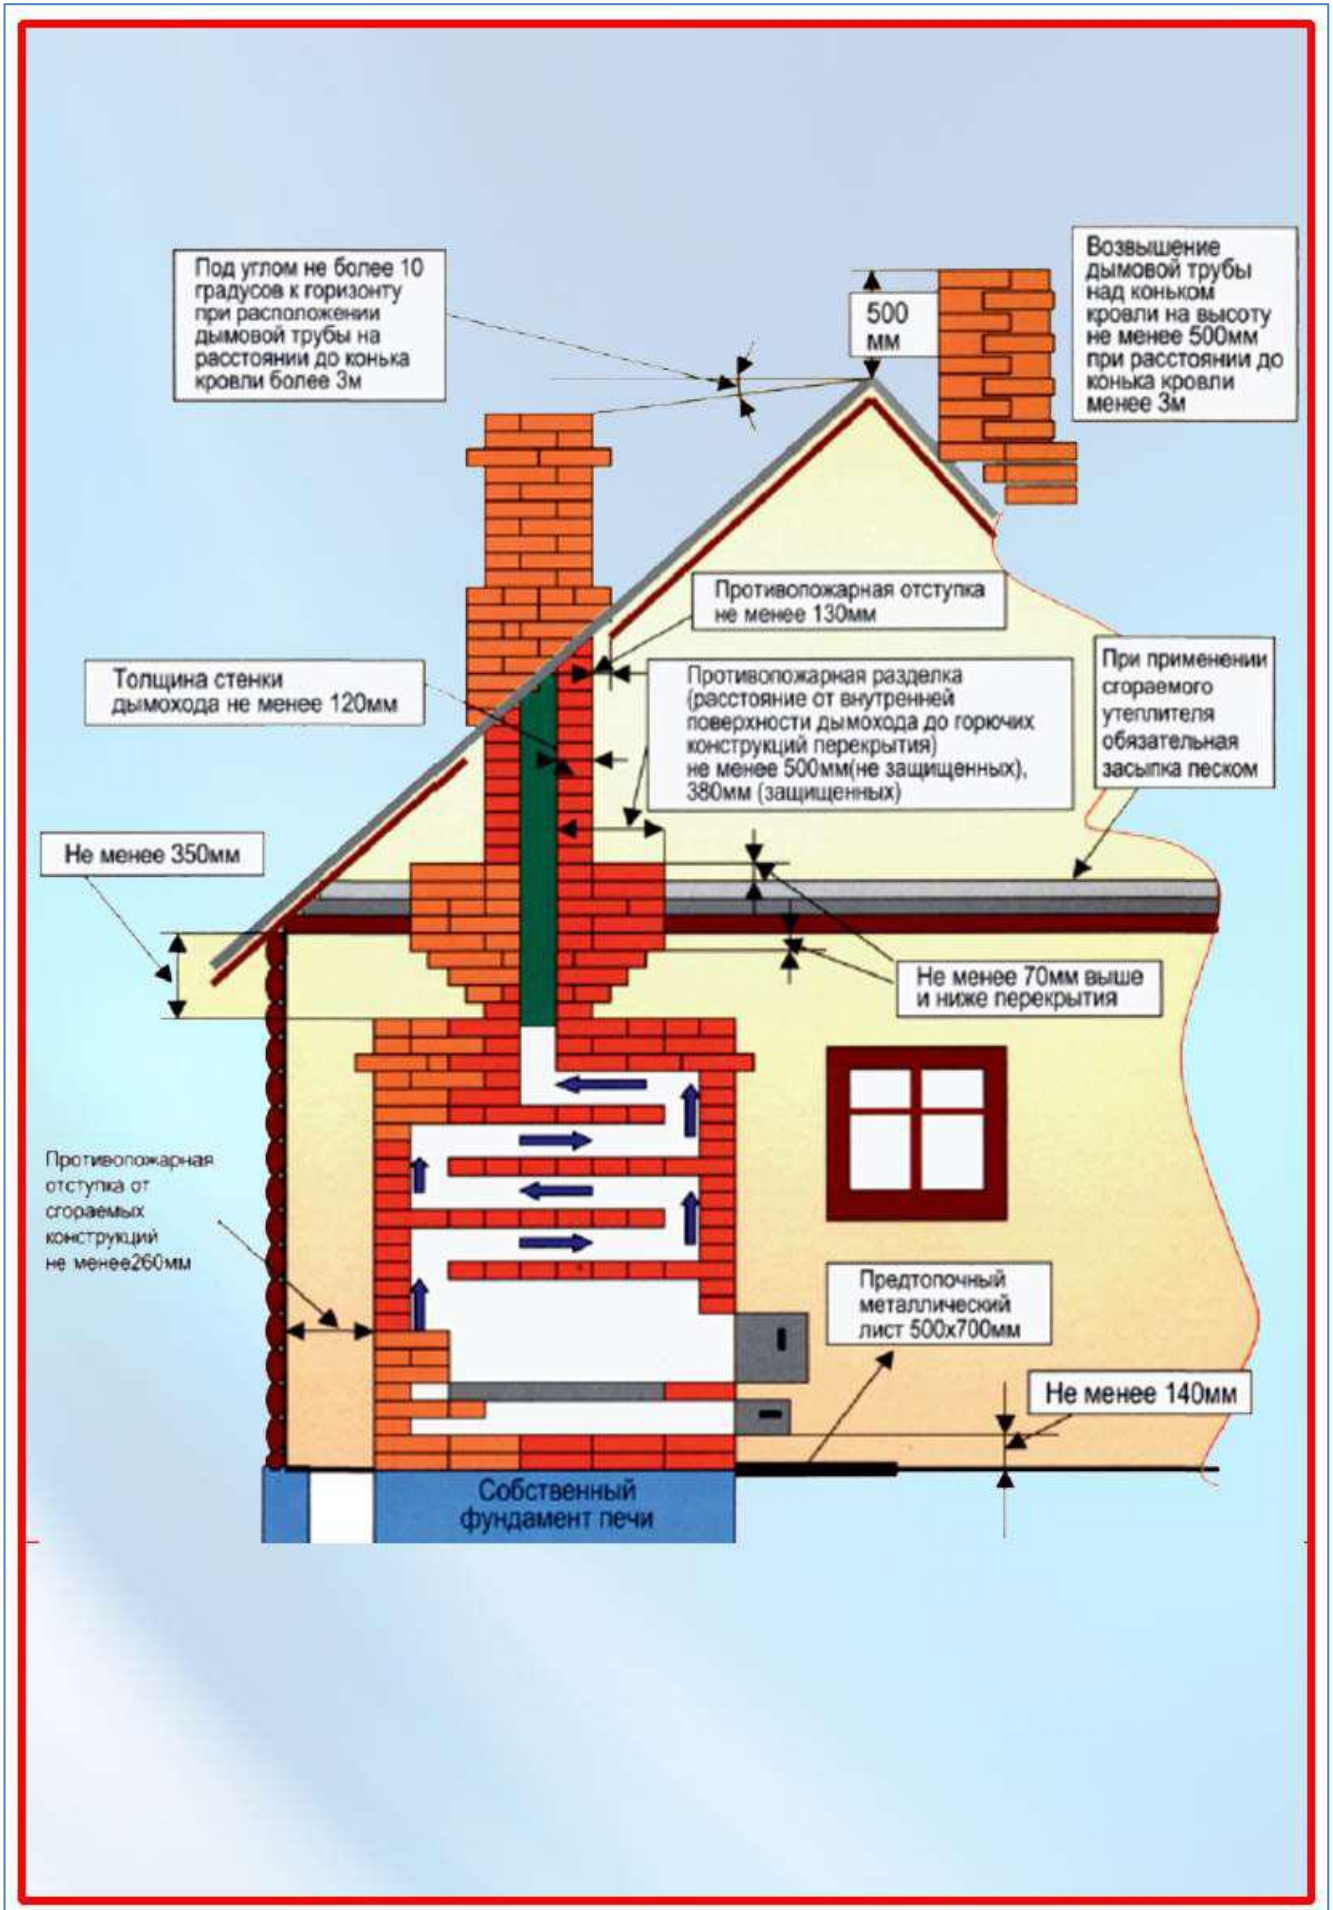 Под углом не более 10
градусов к горизонту
при расположении
дымовой трубы на
расстоянии до конька
кровли более 3м
500
мм
Возвышение
дымовой трубы
над коньком
кровли на высоту
не менее 500мм
при расстоянии до
конька кровли
менее 3м
Противопожарная отступка
не менее 130мм
Толщина стенки
дымохода не менее 120мм
Противопожарная разделка
(расстояние от внутренней
поверхности дымохода до горючих
конструкций перекрытия)
не менее 500мм(не защищенных),
380мм (защищенных)
При применении
сгораемого
утеплителя
обязательная
засыпка песком
Не менее 350мм
Не менее 70мм выше
и ниже перекрытия
Противопожарная
отступка от
сгораемых
конструкций
не менее260мм
Предтопочный
металлический
лист 500х700мм
Не менее 140мм
Собственный
фундамент печи